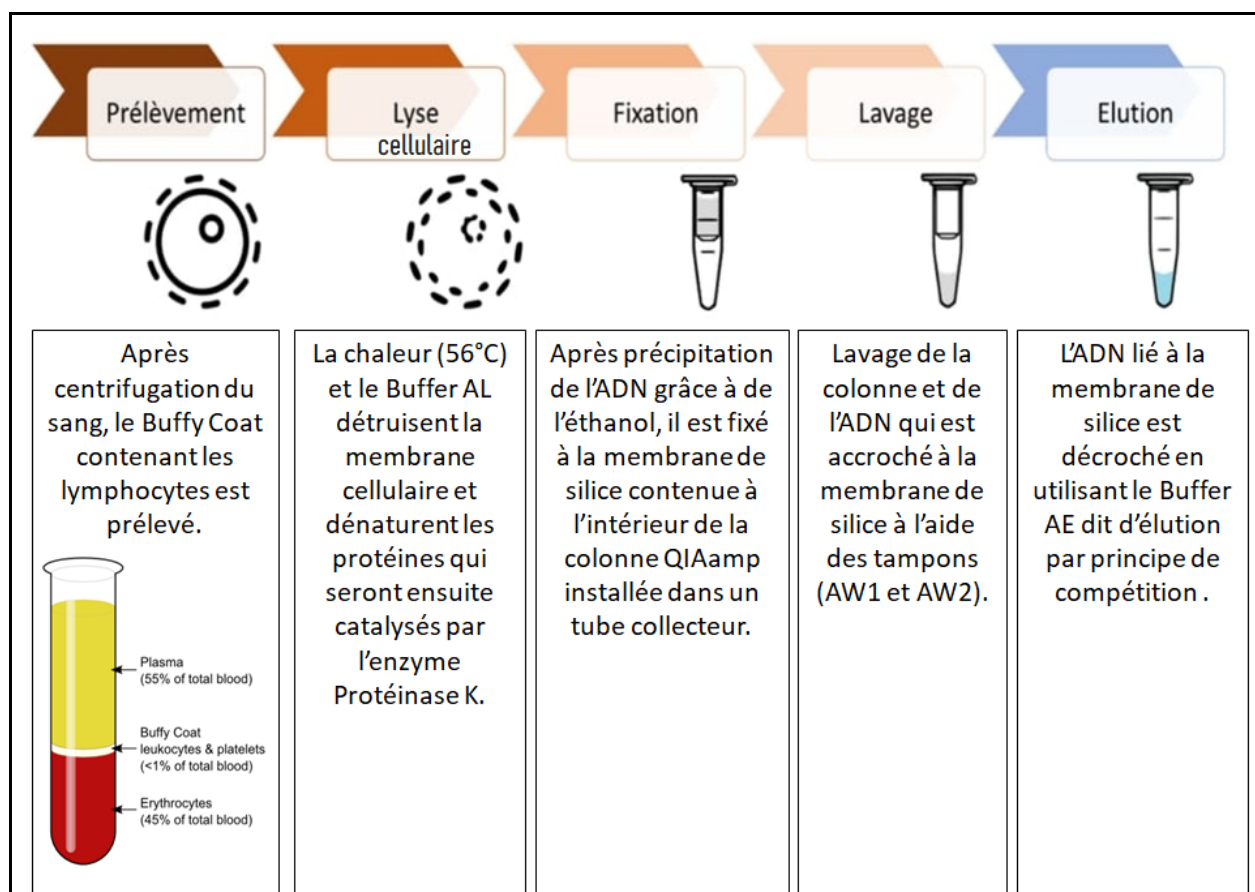 Prélèvement
Lyse
cellulaire
Fixation
Lavage
Elution
Après
centrifugation du
sang, le Buffy Coat
contenant les
lymphocytes est
prélevé.
Plasma
(55% of total blood)
Buffy Coat
leukocytes & platelets
(<1% of total blood)
Erythrocytes
(45% of total blood)
La chaleur (56°C)
et le Buffer AL
détruisent la
membrane
cellulaire et
dénaturent les
protéines qui
seront ensuite
catalysés par
l’enzyme
Protéinase K.
Après précipitation
de l’ADN grâce à de
l’éthanol, il est fixé
à la membrane de
silice contenue à
l’intérieur de la
colonne QIAamp
installée dans un
tube collecteur.
Lavage de la
colonne et de
l’ADN qui est
accroché à la
membrane de
silice à l’aide
des tampons
(AW1 et AW2).
L’ADN lié à la
membrane de
silice est
décroché en
utilisant le Buffer
AE dit d’élution
par principe de
compétition .